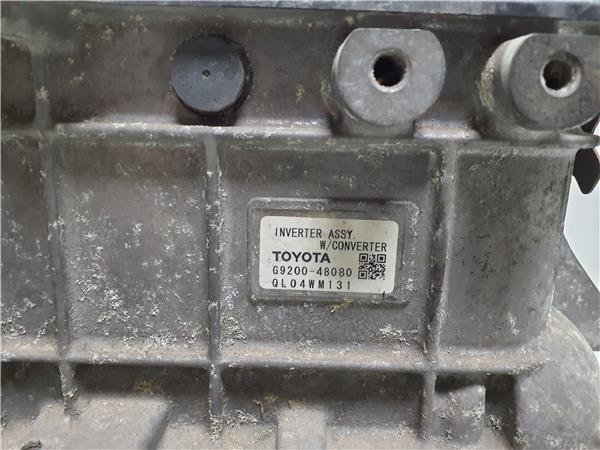 INVERTER ASSY
W/CONVERTER
TOYOTA
G9200-48080
QL04WM131